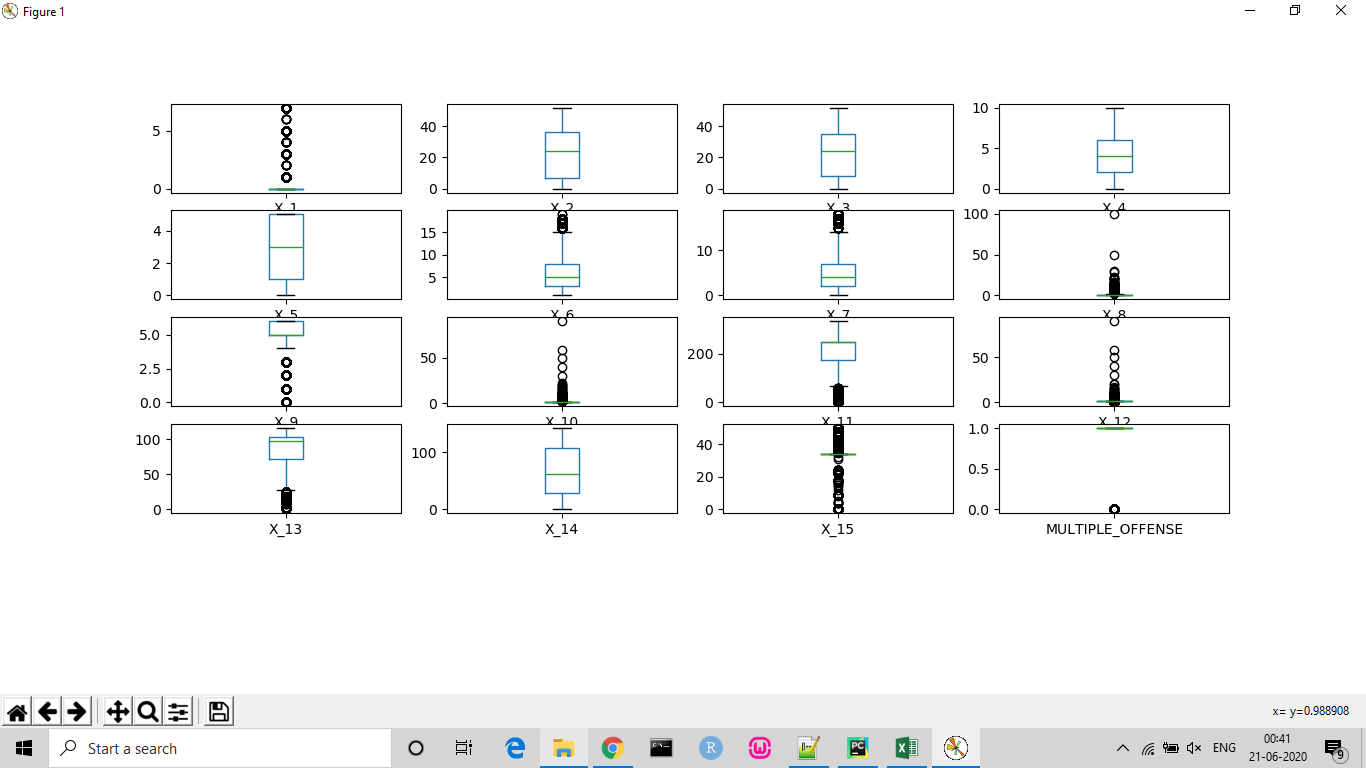 Figure 1
5
0
X_1
40
20
0
X_2
40
20
0
X_3
10
5
0
X_4
4
2
0
X_5
15
10
5
X_6
10
0
X_7
100
50
0
X_8
5.0
2.5
0.0
X_9
50
0
X_10
200
0
X_11
50
0
X_12
100
50
0
X_13
100
0
X_14
40
20
0
X_15
1.0
0.5
0.0
MULTIPLE_OFFENSE
x= y=0.988908
Start a search
R
PC
ENG
00:41
21-06-2020
9